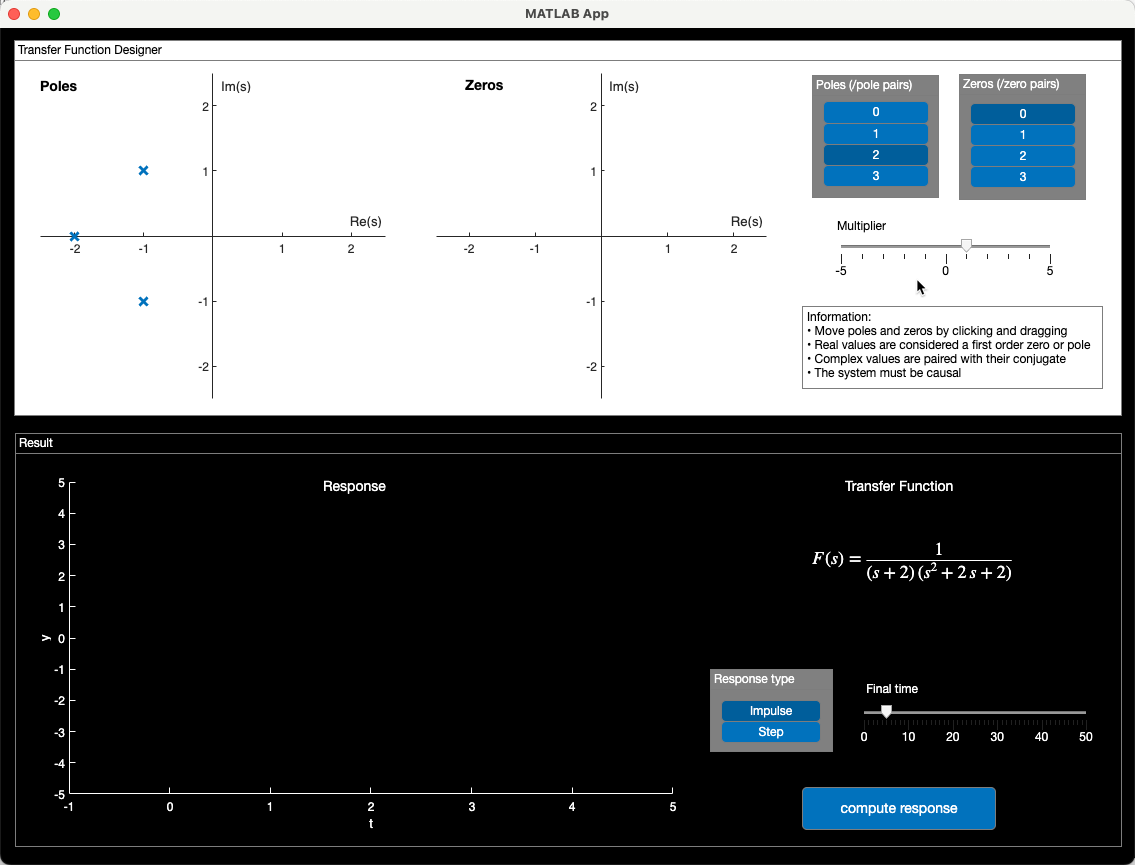 MATLAB App
Transfer Function Designer
Poles
Im(s)
2
1
Re(s)
-2 -1 1 2
-1
-2
Zeros
Im(s)
2
1
Re(s)
-2 -1 1 2
-1
-2
Poles (/pole pairs)
0
1
2
3
Zeros (/zero pairs)
0
1
2
3
Multiplier
-5 0 5
Information:
• Move poles and zeros by clicking and dragging
• Real values are considered a first order zero or pole
• Complex values are paired with their conjugate
• The system must be causal
Result
Response
5
4
3
2
1
0
-1
-2
-3
-4
-5
y
-1 0 1 2 3 4 5
t
Transfer Function
F(s) = 1 / ((s + 2) (s² + 2 s + 2))
Response type
Impulse
Step
Final time
0 10 20 30 40 50
compute response